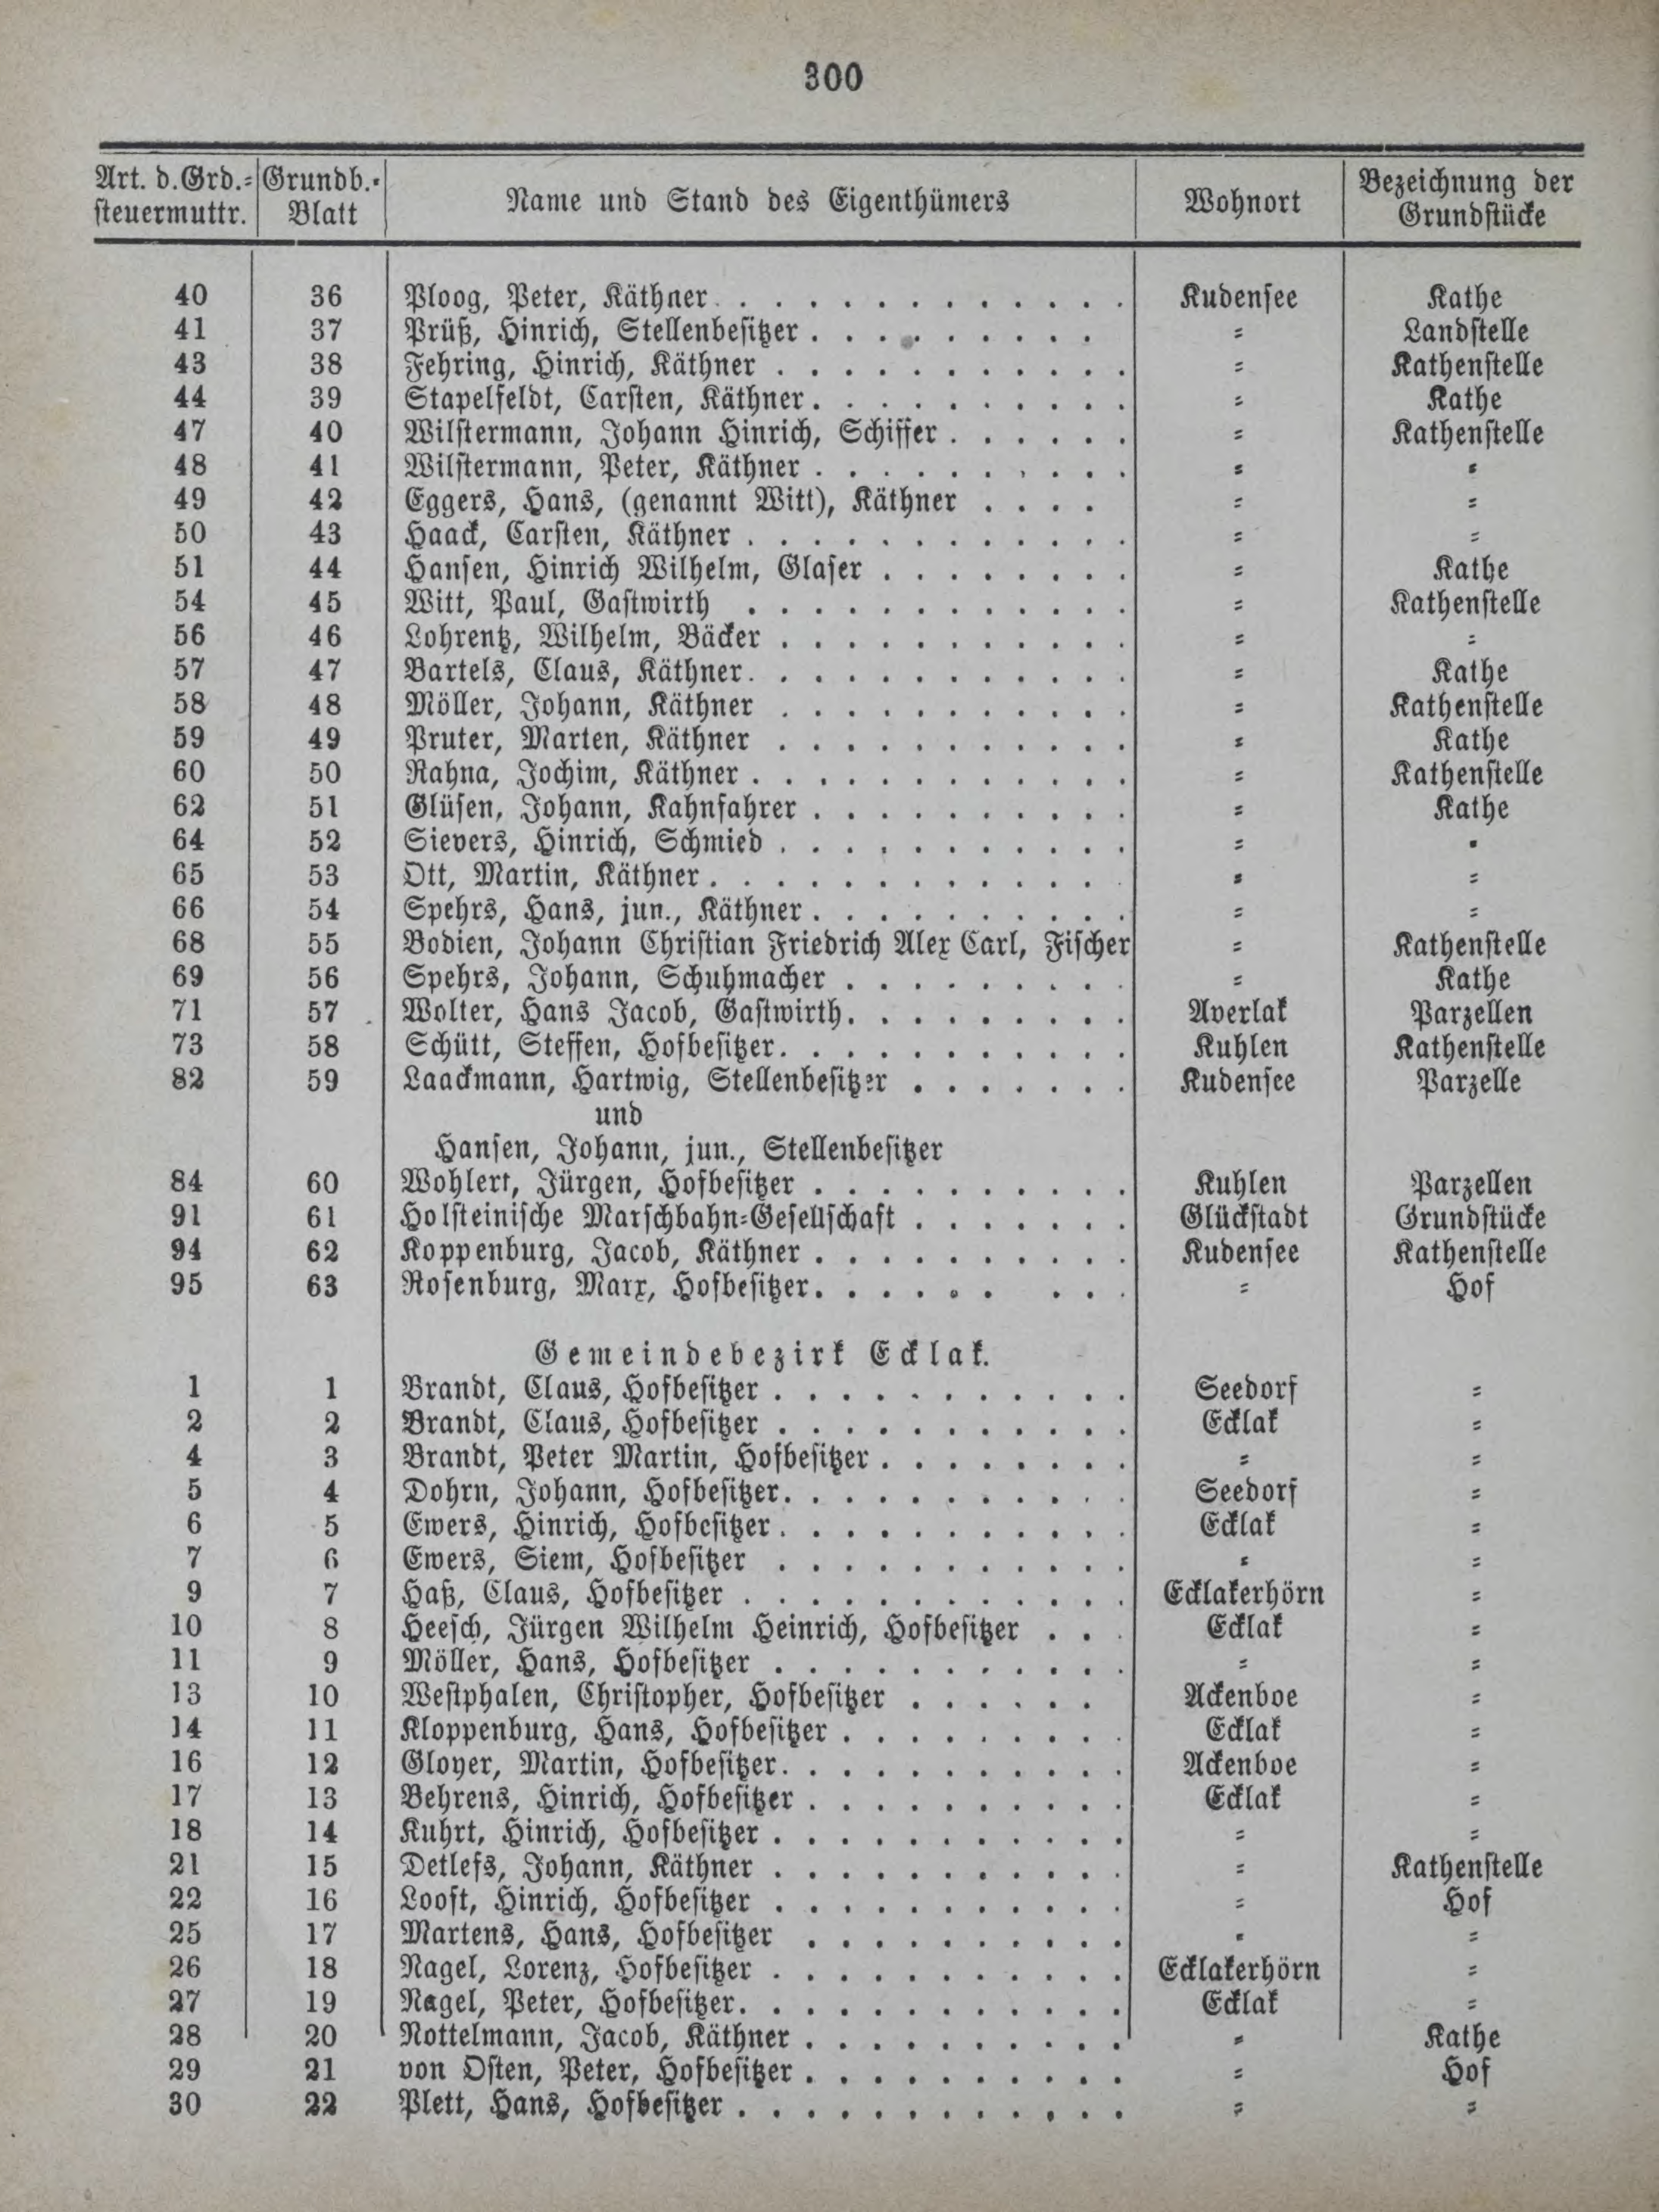 300
Art. d. Grd.= steuermuttr. Grundb.= Blatt Name und Stand des Eigenthümers Wohnort Bezeichnung der Grundstücke
40 36 Ploog, Peter, Käthner Kudensee Kathe
41 37 Prüß, Hinrich, Stellenbesitzer = Landstelle
43 38 Fehring, Hinrich, Käthner = Kathenstelle
44 39 Stapelfeldt, Carsten, Käthner = Kathe
47 40 Wilstermann, Johann Hinrich, Schiffer = Kathenstelle
48 41 Wilstermann, Peter, Käthner = =
49 42 Eggers, Hans, (genannt Witt), Käthner = =
50 43 Haack, Carsten, Käthner = =
51 44 Hansen, Hinrich Wilhelm, Glaser = Kathe
54 45 Witt, Paul, Gastwirth = Kathenstelle
56 46 Lohrentz, Wilhelm, Bäcker = =
57 47 Bartels, Claus, Käthner = Kathe
58 48 Möller, Johann, Käthner = Kathenstelle
59 49 Pruter, Marten, Käthner = Kathe
60 50 Rahna, Jochim, Käthner = Kathenstelle
62 51 Glüsen, Johann, Kahnfahrer = Kathe
64 52 Sievers, Hinrich, Schmied = =
65 53 Ott, Martin, Käthner = =
66 54 Spehrs, Hans, jun., Käthner = =
68 55 Bodien, Johann Christian Friedrich Alex Carl, Fischer = Kathenstelle
69 56 Spehrs, Johann, Schuhmacher = Kathe
71 57 Wolter, Hans Jacob, Gastwirth Averlak Parzellen
73 58 Schütt, Steffen, Hofbesitzer Kuhlen Kathenstelle
82 59 Laackmann, Hartwig, Stellenbesitzer Kudensee Parzelle
und
Hansen, Johann, jun., Stellenbesitzer
84 60 Wohlert, Jürgen, Hofbesitzer Kuhlen Parzellen
91 61 Holsteinische Marschbahn=Gesellschaft Glückstadt Grundstücke
94 62 Koppenburg, Jacob, Käthner Kudensee Kathenstelle
95 63 Rosenburg, Marx, Hofbesitzer = Hof
Gemeindebezirk Ecklak.
1 1 Brandt, Claus, Hofbesitzer Seedorf =
2 2 Brandt, Claus, Hofbesitzer Ecklak =
4 3 Brandt, Peter Martin, Hofbesitzer = =
5 4 Dohrn, Johann, Hofbesitzer Seedorf =
6 5 Ewers, Hinrich, Hofbesitzer Ecklak =
7 6 Ewers, Siem, Hofbesitzer = =
9 7 Haß, Claus, Hofbesitzer Ecklakerhörn =
10 8 Heesch, Jürgen Wilhelm Heinrich, Hofbesitzer Ecklak =
11 9 Möller, Hans, Hofbesitzer = =
13 10 Westphalen, Christopher, Hofbesitzer Ackenboe =
14 11 Kloppenburg, Hans, Hofbesitzer Ecklak =
16 12 Gloyer, Martin, Hofbesitzer Ackenboe =
17 13 Behrens, Hinrich, Hofbesitzer Ecklak =
18 14 Kuhrt, Hinrich, Hofbesitzer = =
21 15 Detlefs, Johann, Käthner = Kathenstelle
22 16 Looft, Hinrich, Hofbesitzer = Hof
25 17 Martens, Hans, Hofbesitzer = =
26 18 Nagel, Lorenz, Hofbesitzer Ecklakerhörn =
27 19 Nagel, Peter, Hofbesitzer Ecklak =
28 20 Nottelmann, Jacob, Käthner = Kathe
29 21 von Osten, Peter, Hofbesitzer = Hof
30 22 Plett, Hans, Hofbesitzer = =